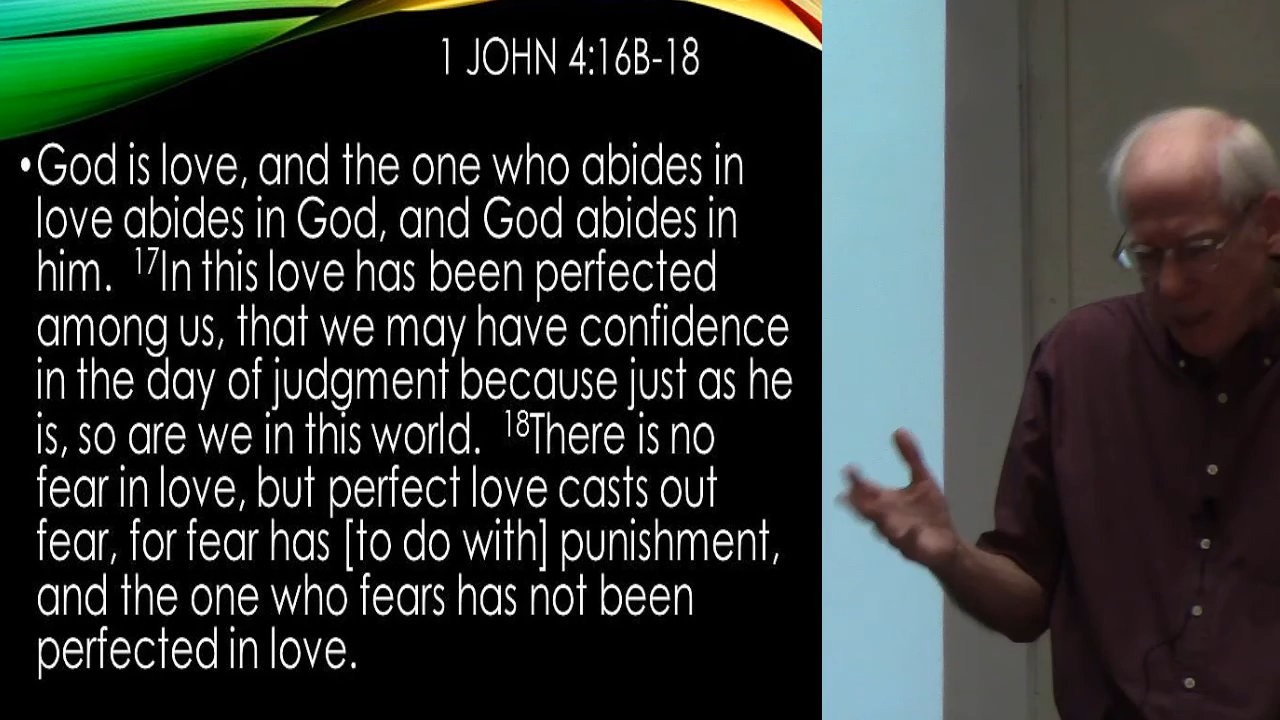 1 JOHN 4:16B-18
•God is love, and the one who abides in
love abides in God, and God abides in
him. ¹⁷In this love has been perfected
among us, that we may have confidence
in the day of judgment because just as he
is, so are we in this world. ¹⁸There is no
fear in love, but perfect love casts out
fear, for fear has [to do with] punishment,
and the one who fears has not been
perfected in love.